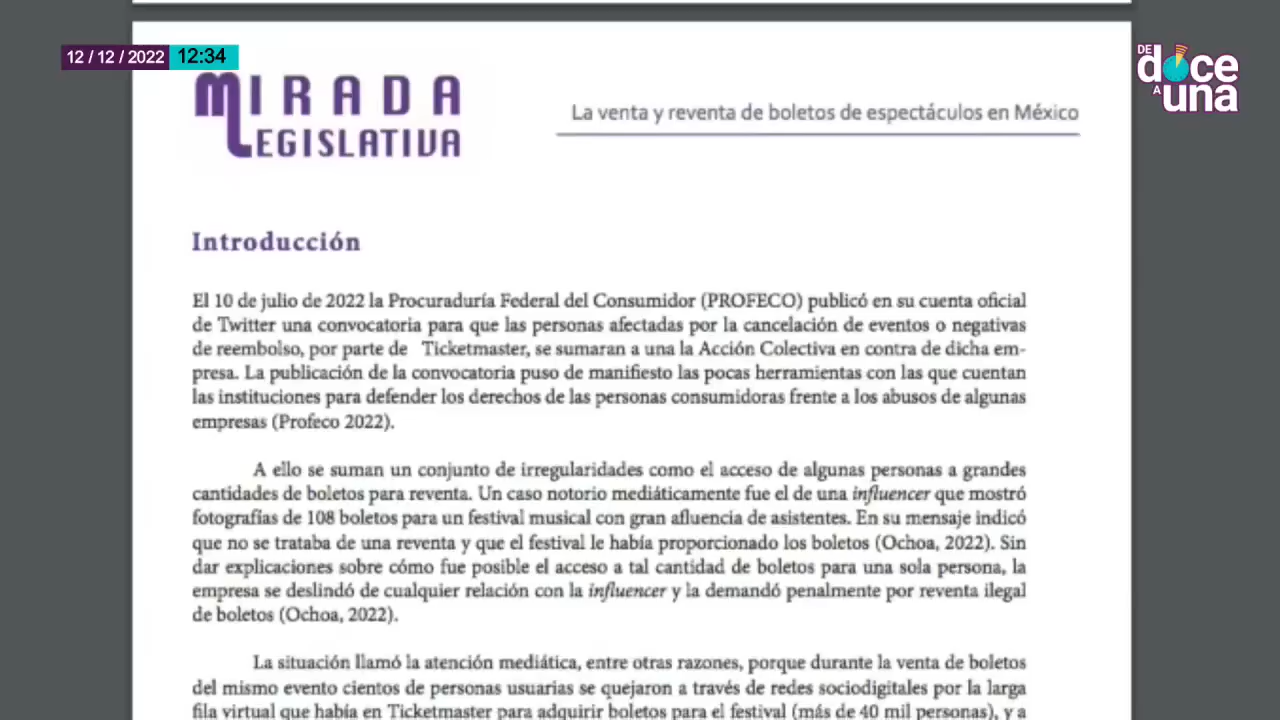 12 / 12 / 2022 12:34
DE doce A una
MIRADA
LEGISLATIVA
La venta y reventa de boletos de espectáculos en México
Introducción
El 10 de julio de 2022 la Procuraduría Federal del Consumidor (PROFECO) publicó en su cuenta oficial
de Twitter una convocatoria para que las personas afectadas por la cancelación de eventos o negativas
de reembolso, por parte de Ticketmaster, se sumaran a una la Acción Colectiva en contra de dicha em-
presa. La publicación de la convocatoria puso de manifiesto las pocas herramientas con las que cuentan
las instituciones para defender los derechos de las personas consumidoras frente a los abusos de algunas
empresas (Profeco 2022).
A ello se suman un conjunto de irregularidades como el acceso de algunas personas a grandes
cantidades de boletos para reventa. Un caso notorio mediáticamente fue el de una influencer que mostró
fotografías de 108 boletos para un festival musical con gran afluencia de asistentes. En su mensaje indicó
que no se trataba de una reventa y que el festival le había proporcionado los boletos (Ochoa, 2022). Sin
dar explicaciones sobre cómo fue posible el acceso a tal cantidad de boletos para una sola persona, la
empresa se deslindó de cualquier relación con la influencer y la demandó penalmente por reventa ilegal
de boletos (Ochoa, 2022).
La situación llamó la atención mediática, entre otras razones, porque durante la venta de boletos
del mismo evento cientos de personas usuarias se quejaron a través de redes sociodigitales por la larga
fila virtual que había en Ticketmaster para adquirir boletos para el festival (más de 40 mil personas), y a